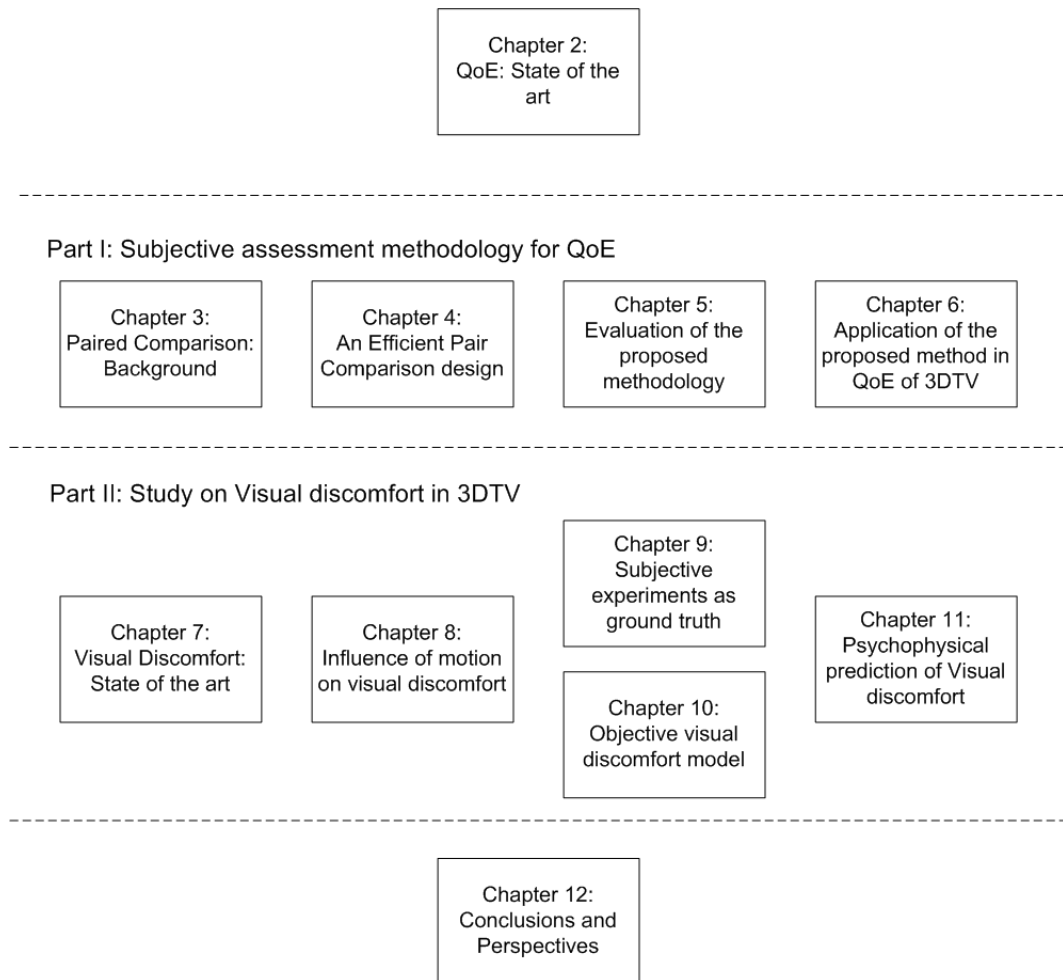 Chapter 2:
QoE: State of the
art
Part I: Subjective assessment methodology for QoE
Chapter 3:
Paired Comparison:
Background
Chapter 4:
An Efficient Pair
Comparison design
Chapter 5:
Evaluation of the
proposed
methodology
Chapter 6:
Application of the
proposed method in
QoE of 3DTV
Part II: Study on Visual discomfort in 3DTV
Chapter 7:
Visual Discomfort:
State of the art
Chapter 8:
Influence of motion
on visual discomfort
Chapter 9:
Subjective
experiments as
ground truth
Chapter 10:
Objective visual
discomfort model
Chapter 11:
Psychophysical
prediction of Visual
discomfort
Chapter 12:
Conclusions and
Perspectives